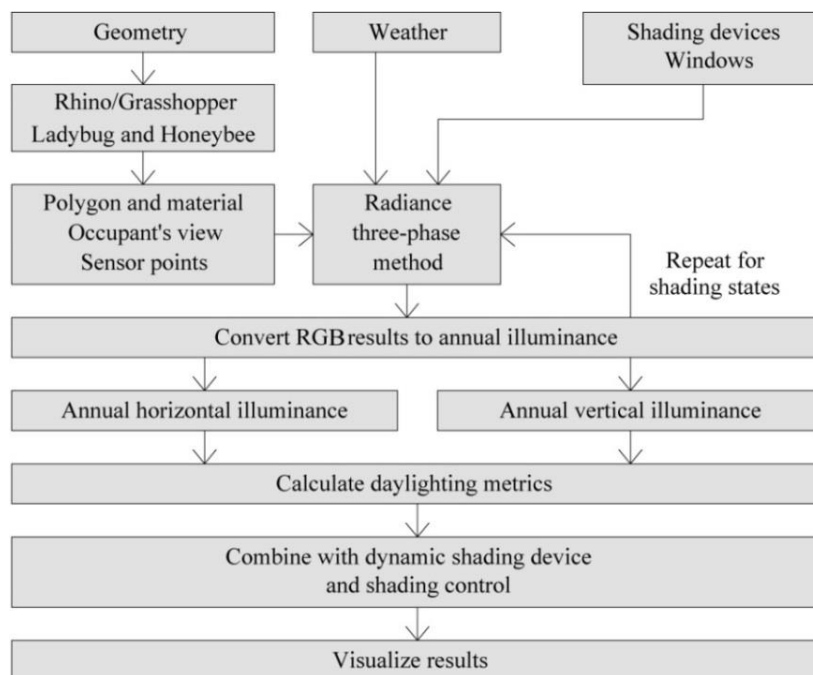 Geometry
Weather
Shading devices
Windows
Rhino/Grasshopper
Ladybug and Honeybee
Polygon and material
Occupant's view
Sensor points
Radiance
three-phase
method
Repeat for
shading states
Convert RGB results to annual illuminance
Annual horizontal illuminance
Annual vertical illuminance
Calculate daylighting metrics
Combine with dynamic shading device
and shading control
Visualize results